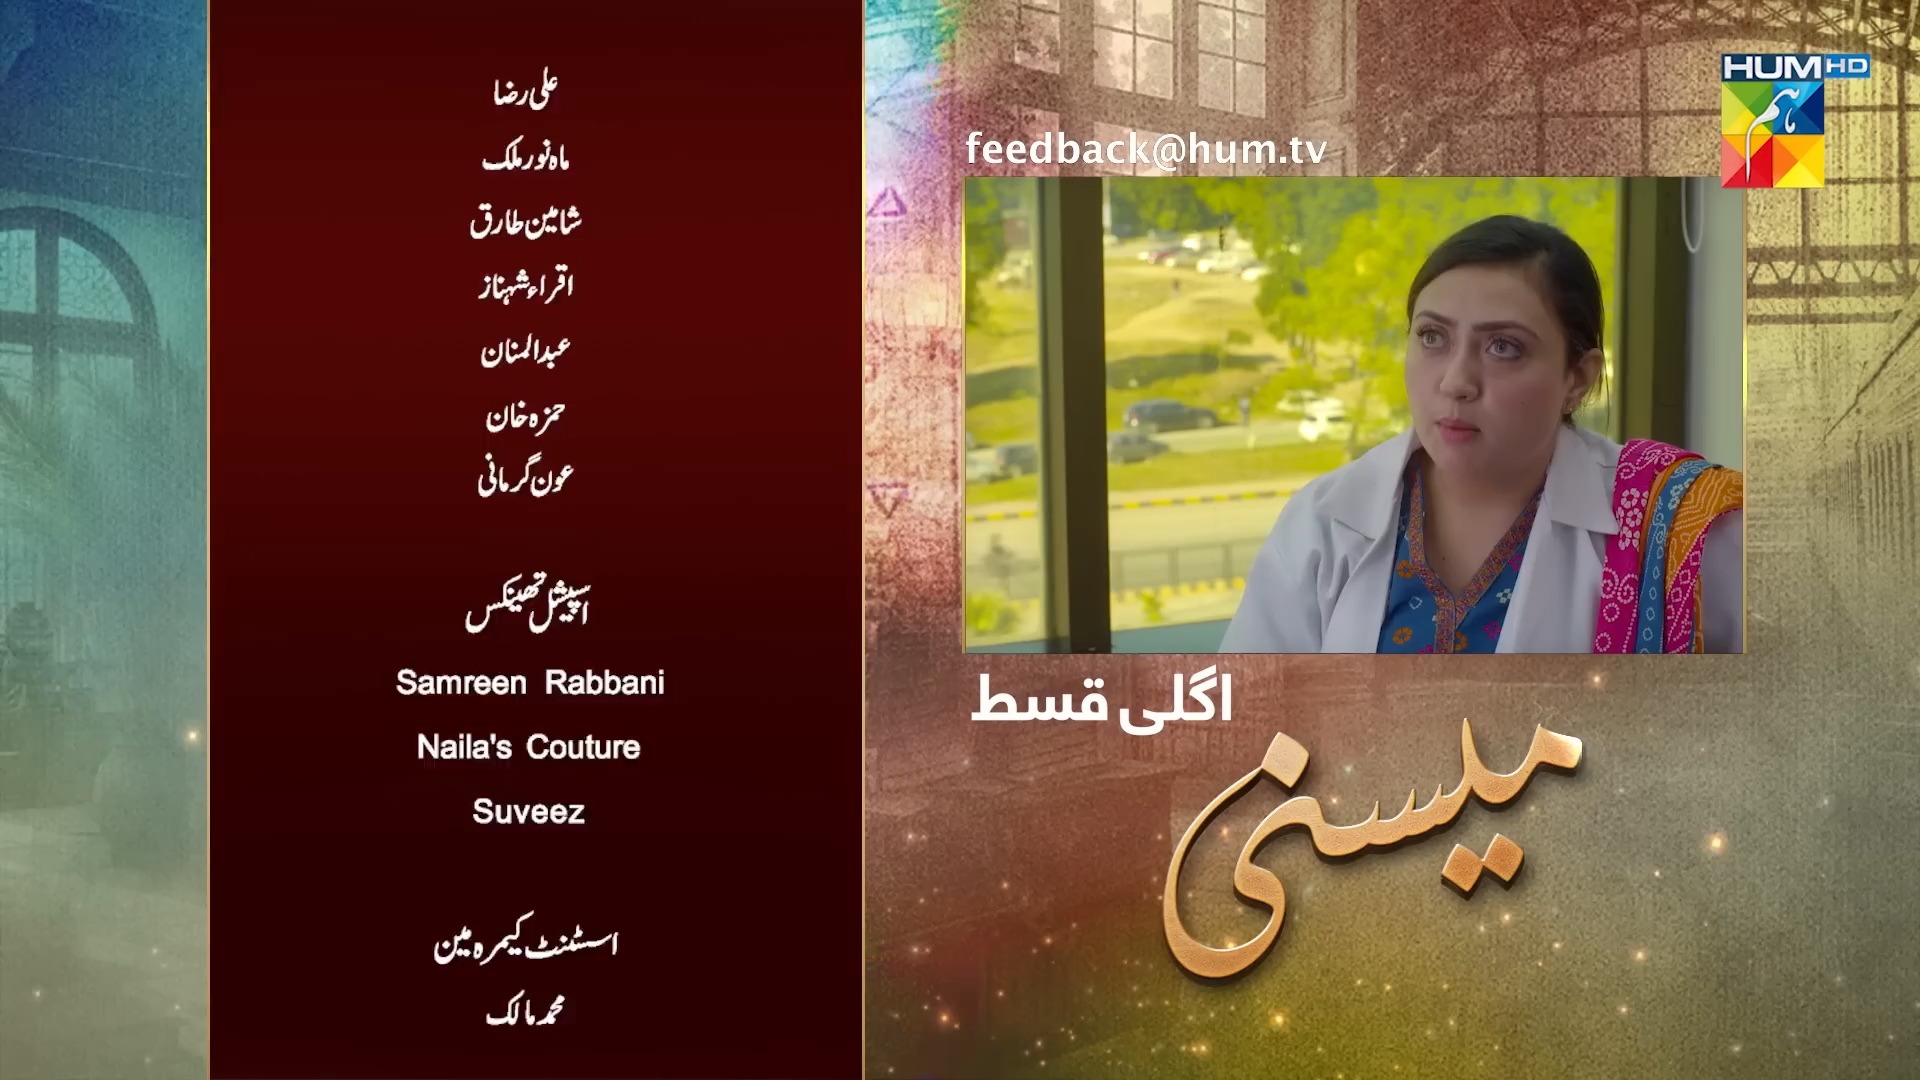 علی رضا
ماہ نور ملک
شامین طارق
اقراء شہناز
عبدالمنان
حمزہ خان
عون گرمانی
اسپیشل تھینکس
Samreen Rabbani
Naila's Couture
Suveez
اسسٹنٹ کیمرہ مین
محمد مالک
HUM HD
ہم
feedback@hum.tv
اگلی قسط
میسنی